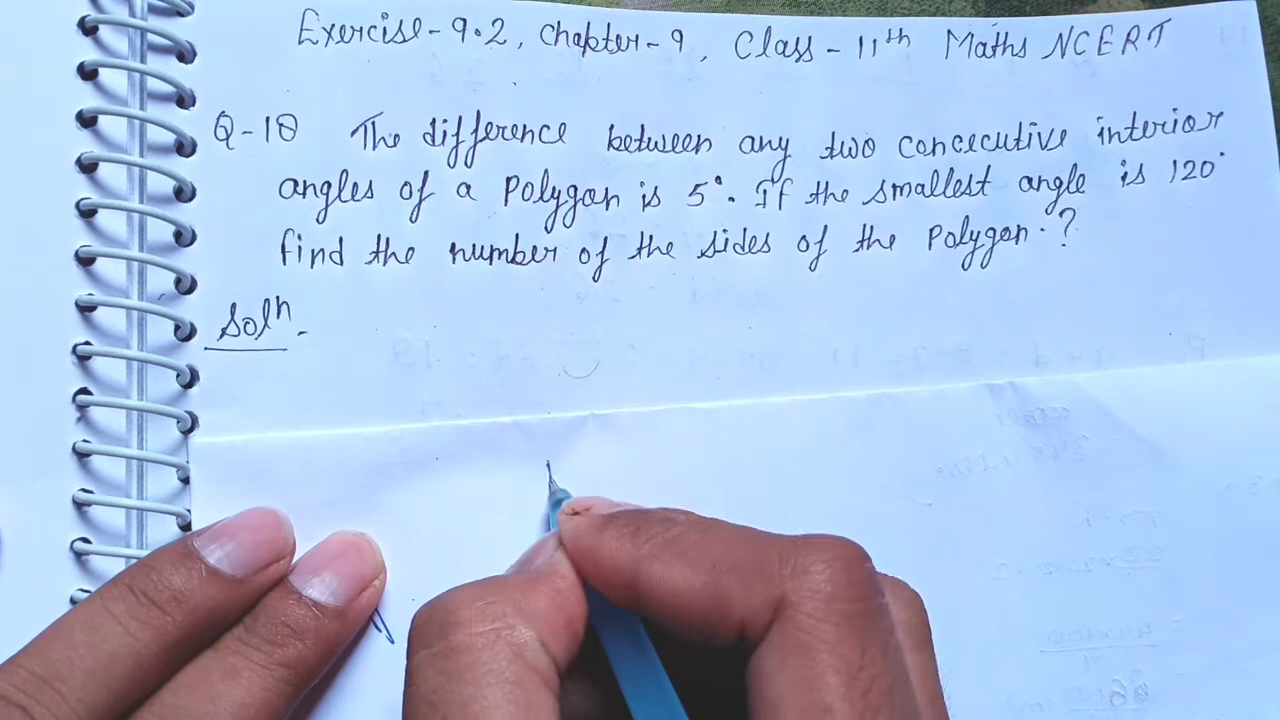 Exercise-9.2, Chapter-9, Class-11th Maths NCERT
Q-18 The difference between any two concecutive interior
angles of a Polygon is 5°. If the smallest angle is 120°
find the number of the sides of the Polygon.?
Solⁿ.